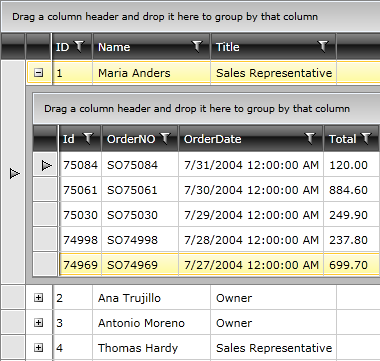 Drag a column header and drop it here to group by that column
ID Name Title
1 Maria Anders Sales Representative
Drag a column header and drop it here to group by that column
Id OrderNO OrderDate Total
75084 SO75084 7/31/2004 12:00:00 AM 120.00
75061 SO75061 7/30/2004 12:00:00 AM 884.60
75030 SO75030 7/29/2004 12:00:00 AM 249.90
74998 SO74998 7/28/2004 12:00:00 AM 237.80
74969 SO74969 7/27/2004 12:00:00 AM 699.70
2 Ana Trujillo Owner
3 Antonio Moreno Owner
4 Thomas Hardy Sales Representative